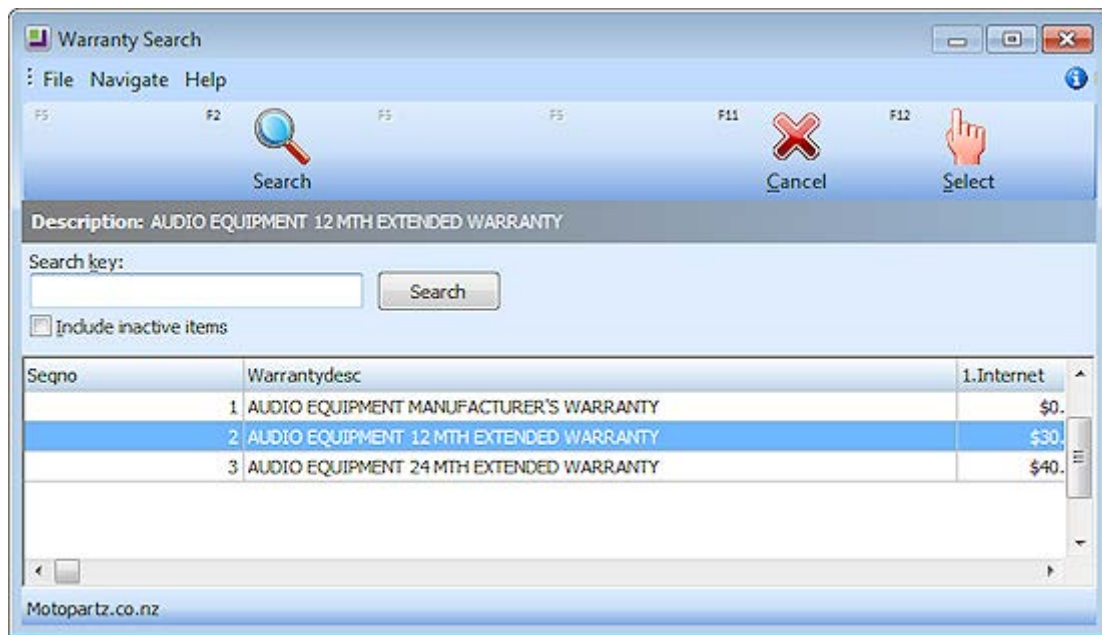 Warranty Search
File Navigate Help
F5 F2 F5 F5 F11 F12
Search Cancel Select
Description: AUDIO EQUIPMENT 12 MTH EXTENDED WARRANTY
Search key:
Search
Include inactive items
Seqno Warrantydesc 1.Internet
1 AUDIO EQUIPMENT MANUFACTURER'S WARRANTY $0.
2 AUDIO EQUIPMENT 12 MTH EXTENDED WARRANTY $30.
3 AUDIO EQUIPMENT 24 MTH EXTENDED WARRANTY $40.
Motopartz.co.nz